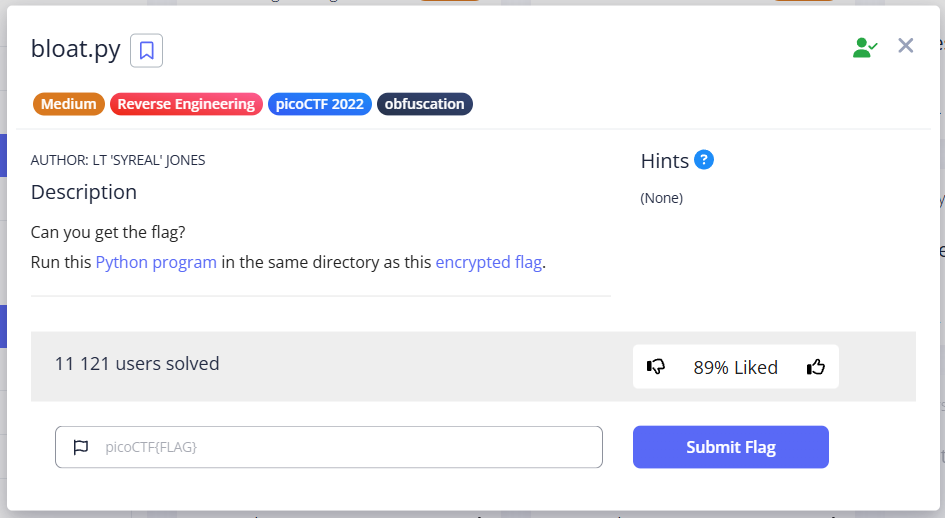 bloat.py
Medium Reverse Engineering picoCTF 2022 obfuscation
AUTHOR: LT 'SYREAL' JONES
Description
Can you get the flag?
Run this Python program in the same directory as this encrypted flag.
Hints ?
(None)
11 121 users solved
89% Liked
picoCTF{FLAG}
Submit Flag